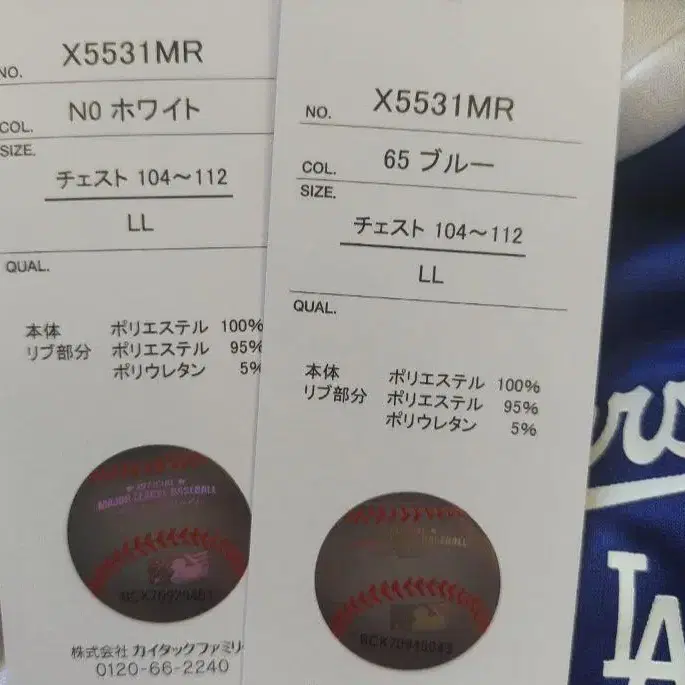 NO. X5531MR
COL. N0 ホワイト
SIZE.
チェスト 104～112
LL
QUAL.
本体 ポリエステル 100%
リブ部分 ポリエステル 95%
ポリウレタン 5%
OFFICIAL
MAJOR LEAGUE BASEBALL
株式会社 カイタックファミリー
0120-66-2240
NO. X5531MR
COL. 65 ブルー
SIZE.
チェスト 104～112
LL
QUAL.
本体 ポリエステル 100%
リブ部分 ポリエステル 95%
ポリウレタン 5%
ers
LA